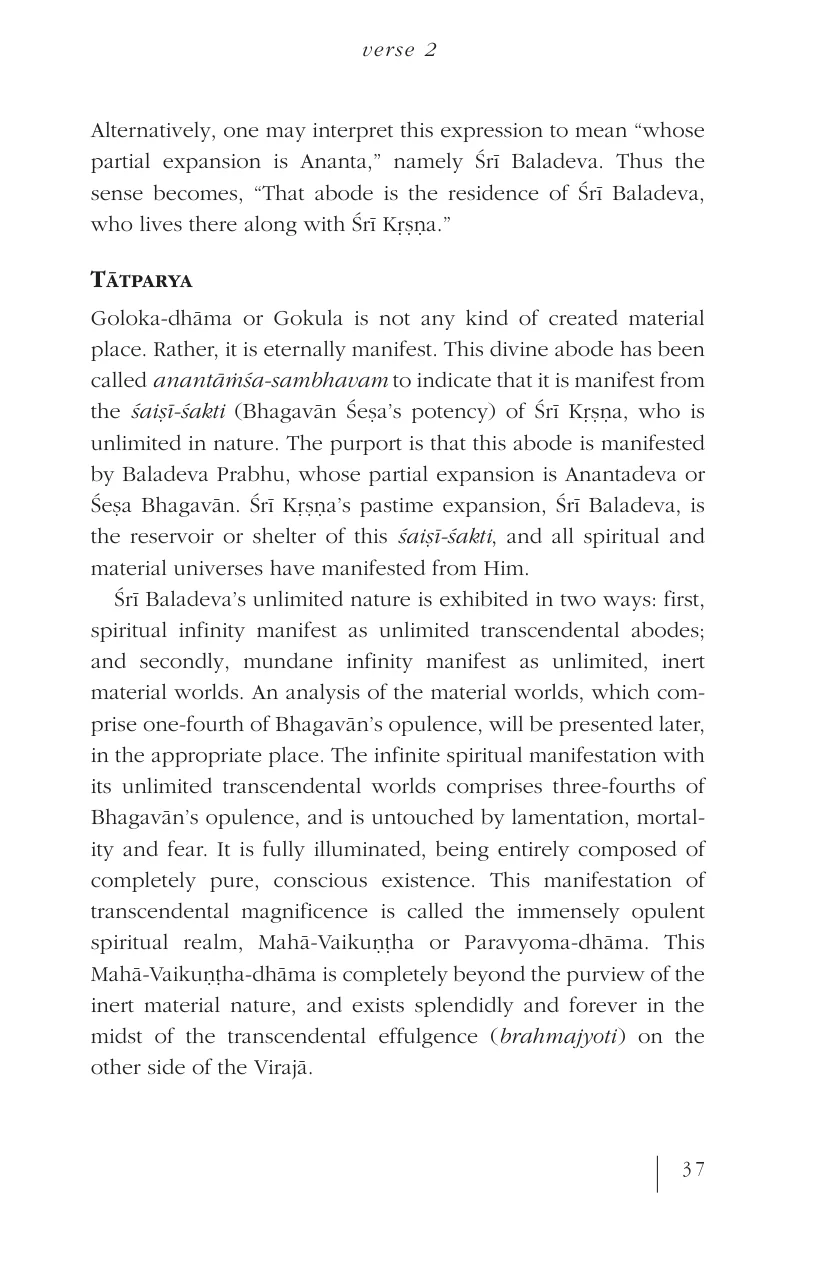 verse 2
Alternatively, one may interpret this expression to mean “whose
partial expansion is Ananta,” namely Śrī Baladeva. Thus the
sense becomes, “That abode is the residence of Śrī Baladeva,
who lives there along with Śrī Kṛṣṇa.”
Tātparya
Goloka-dhāma or Gokula is not any kind of created material
place. Rather, it is eternally manifest. This divine abode has been
called anantāṁśa-sambhavam to indicate that it is manifest from
the śaiṣī-śakti (Bhagavān Śeṣa’s potency) of Śrī Kṛṣṇa, who is
unlimited in nature. The purport is that this abode is manifested
by Baladeva Prabhu, whose partial expansion is Anantadeva or
Śeṣa Bhagavān. Śrī Kṛṣṇa’s pastime expansion, Śrī Baladeva, is
the reservoir or shelter of this śaiṣī-śakti, and all spiritual and
material universes have manifested from Him.
Śrī Baladeva’s unlimited nature is exhibited in two ways: first,
spiritual infinity manifest as unlimited transcendental abodes;
and secondly, mundane infinity manifest as unlimited, inert
material worlds. An analysis of the material worlds, which com-
prise one-fourth of Bhagavān’s opulence, will be presented later,
in the appropriate place. The infinite spiritual manifestation with
its unlimited transcendental worlds comprises three-fourths of
Bhagavān’s opulence, and is untouched by lamentation, mortal-
ity and fear. It is fully illuminated, being entirely composed of
completely pure, conscious existence. This manifestation of
transcendental magnificence is called the immensely opulent
spiritual realm, Mahā-Vaikuṇṭha or Paravyoma-dhāma. This
Mahā-Vaikuṇṭha-dhāma is completely beyond the purview of the
inert material nature, and exists splendidly and forever in the
midst of the transcendental effulgence (brahmajyoti) on the
other side of the Virajā.
37